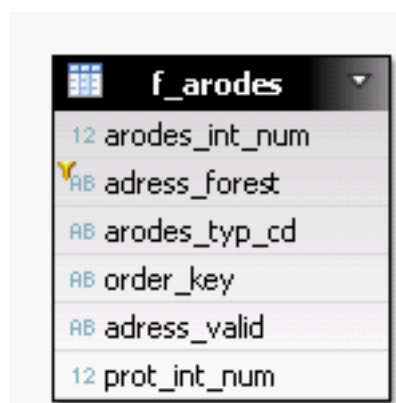 f_arodes
12 arodes_int_num
AB adress_forest
AB arodes_typ_cd
AB order_key
AB adress_valid
12 prot_int_num